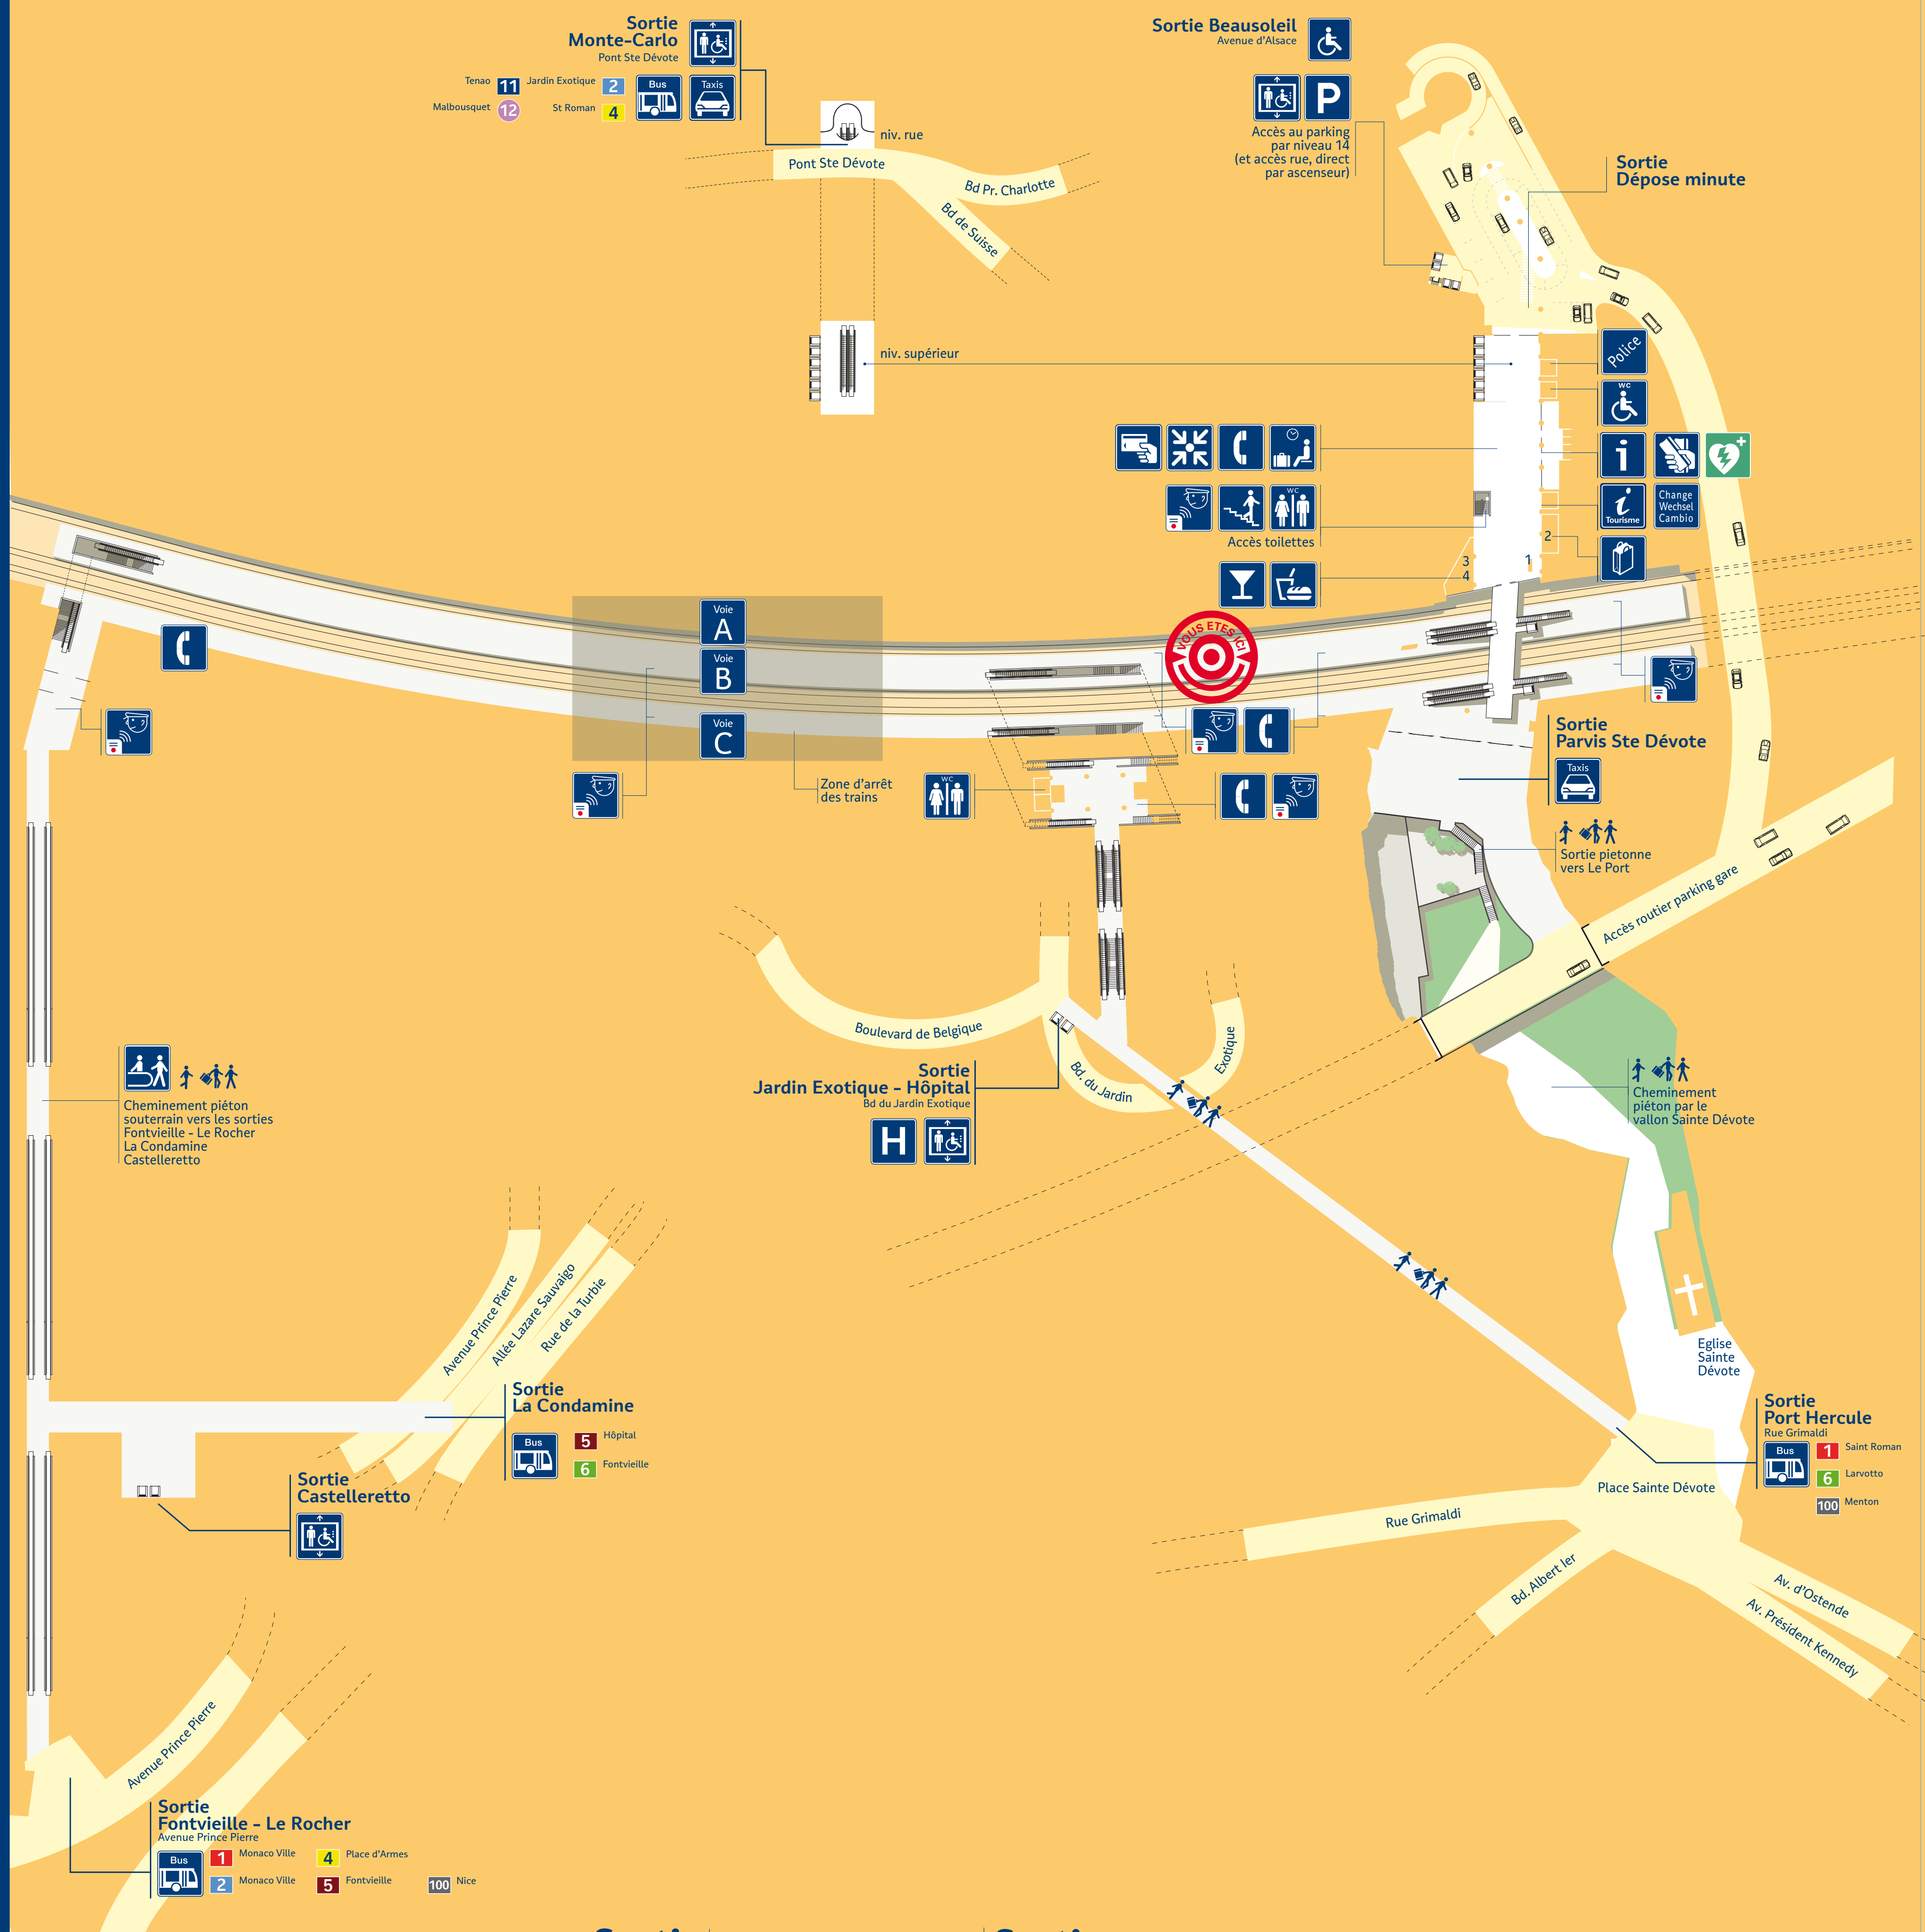 Sortie
Monte-Carlo
Pont Ste Dévote
Tenao 11 Jardin Exotique 2
Malbousquet 12 St Roman 4
Bus
Taxis
niv. rue
Pont Ste Dévote
Bd Pr. Charlotte
Bd de Suisse
niv. supérieur
Sortie Beausoleil
Avenue d'Alsace
P
Accès au parking
par niveau 14
(et accès rue, direct
par ascenseur)
Sortie
Dépose minute
Police
WC
i
i
Tourisme
Change
Wechsel
Cambio
WC
Accès toilettes
2
3
1
4
VOUS ETES ICI
Voie
A
Voie
B
Voie
C
Zone d'arrêt
des trains
WC
Sortie
Parvis Ste Dévote
Taxis
Sortie pietonne
vers Le Port
Accès routier parking gare
Boulevard de Belgique
Bd. du Jardin
Exotique
Sortie
Jardin Exotique - Hôpital
Bd du Jardin Exotique
H
Cheminement piéton
souterrain vers les sorties
Fontvieille - Le Rocher
La Condamine
Castelleretto
Cheminement
piéton par le
vallon Sainte Dévote
Avenue Prince Pierre
Allée Lazare Sauvaigo
Rue de la Turbie
Eglise
Sainte
Dévote
Sortie
La Condamine
Bus
5 Hôpital
6 Fontvieille
Sortie
Castelleretto
Sortie
Port Hercule
Rue Grimaldi
Bus
1 Saint Roman
6 Larvotto
100 Menton
Place Sainte Dévote
Rue Grimaldi
Bd. Albert Ier
Av. d'Ostende
Av. Président Kennedy
Avenue Prince Pierre
Sortie
Fontvieille - Le Rocher
Avenue Prince Pierre
Bus
1 Monaco Ville 4 Place d'Armes
2 Monaco Ville 5 Fontvieille 100 Nice